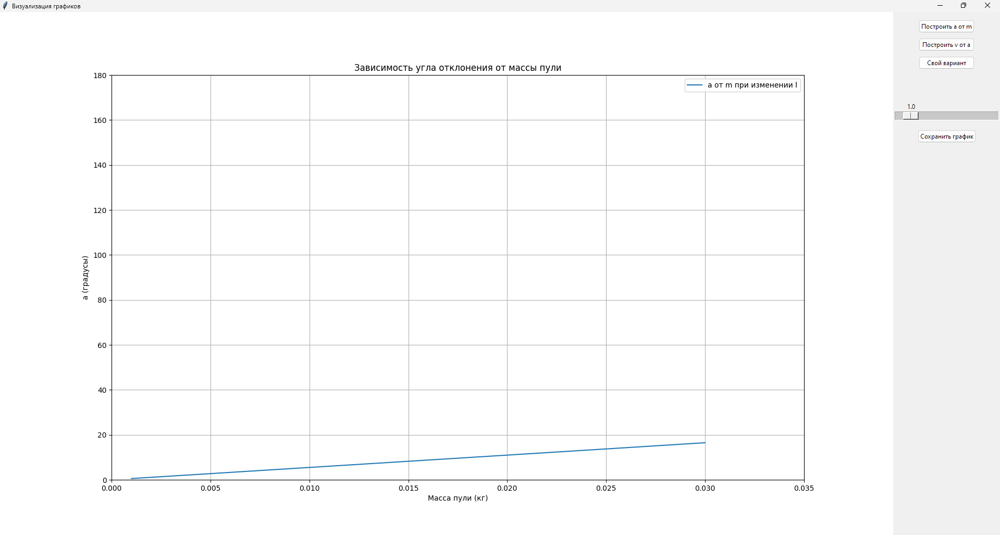 Визуализация графиков
Построить a от m
Построить v от a
Свой вариант
1.0
Сохранить график
Зависимость угла отклонения от массы пули
a от m при изменении l
a (градусы)
180
160
140
120
100
80
60
40
20
0
0.000 0.005 0.010 0.015 0.020 0.025 0.030 0.035
Масса пули (кг)